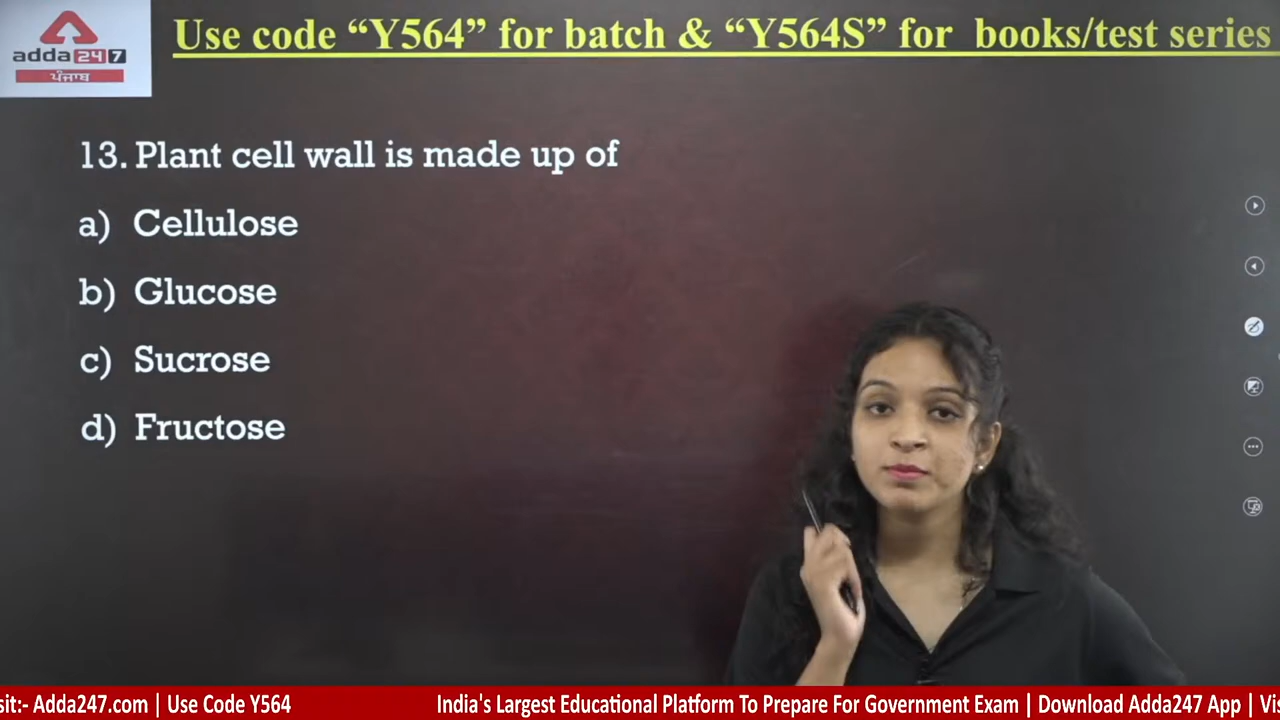 adda247
ਪੰਜਾਬ
Use code “Y564” for batch & “Y564S” for books/test series
13. Plant cell wall is made up of
a) Cellulose
b) Glucose
c) Sucrose
d) Fructose
sit:- Adda247.com | Use Code Y564 India's Largest Educational Platform To Prepare For Government Exam | Download Adda247 App | Vis